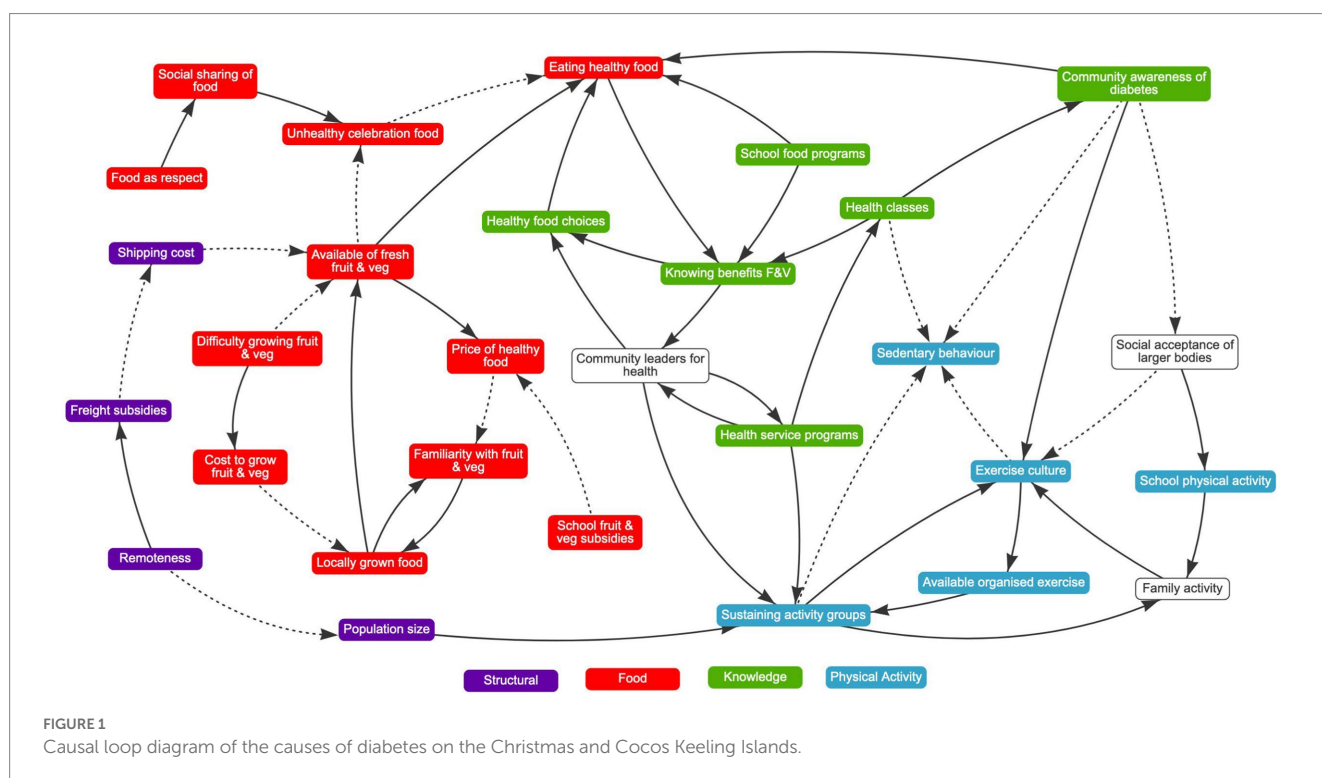 Social sharing of
food
Eating healthy food
Community awareness of
diabetes
Unhealthy celebration food
Food as respect
School food programs
Healthy food choices
Health classes
Shipping cost
Available of fresh
fruit & veg
Knowing benefits F&V
Difficulty growing fruit
& veg
Price of healthy
food
Community leaders for
health
Sedentary behaviour
Social acceptance of
larger bodies
Freight subsidies
Health service programs
Cost to grow
fruit & veg
Familiarity with fruit
& veg
Exercise culture
School physical activity
School fruit &
veg subsidies
Remoteness
Locally grown food
Available organised exercise
Family activity
Population size
Sustaining activity groups
Structural
Food
Knowledge
Physical Activity
FIGURE 1
Causal loop diagram of the causes of diabetes on the Christmas and Cocos Keeling Islands.